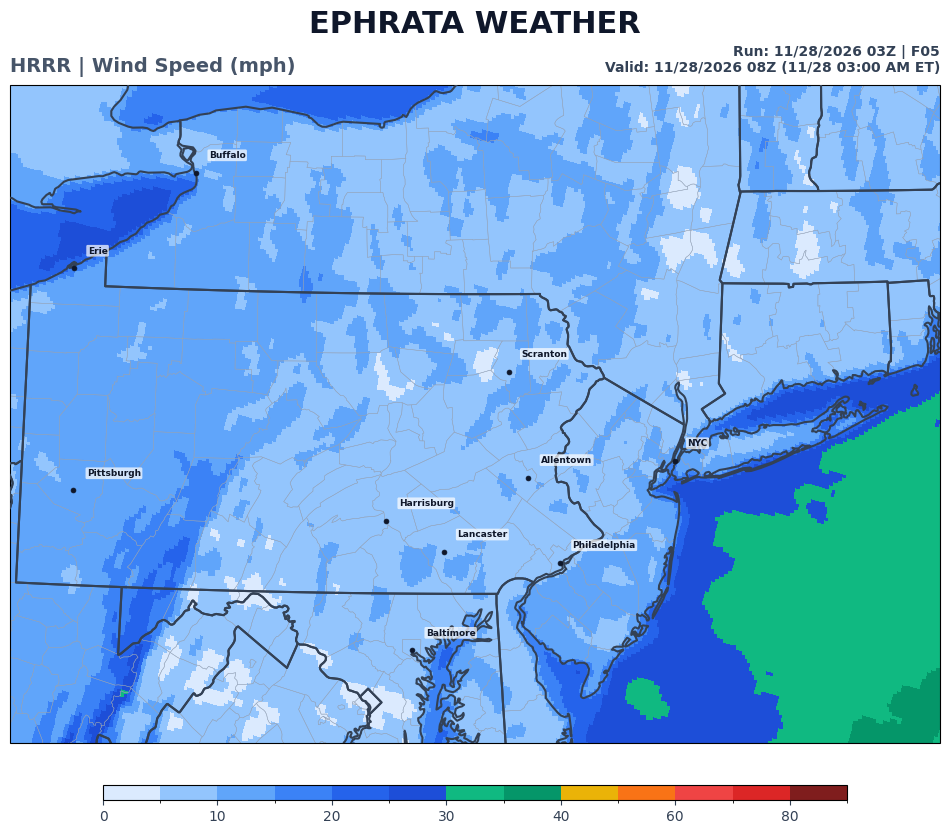 EPHRATA WEATHER
HRRR | Wind Speed (mph)
Run: 11/28/2026 03Z | F05
Valid: 11/28/2026 08Z (11/28 03:00 AM ET)
Buffalo
Erie
Scranton
NYC
Pittsburgh
Allentown
Harrisburg
Lancaster
Philadelphia
Baltimore
0 10 20 30 40 50 60 70 80